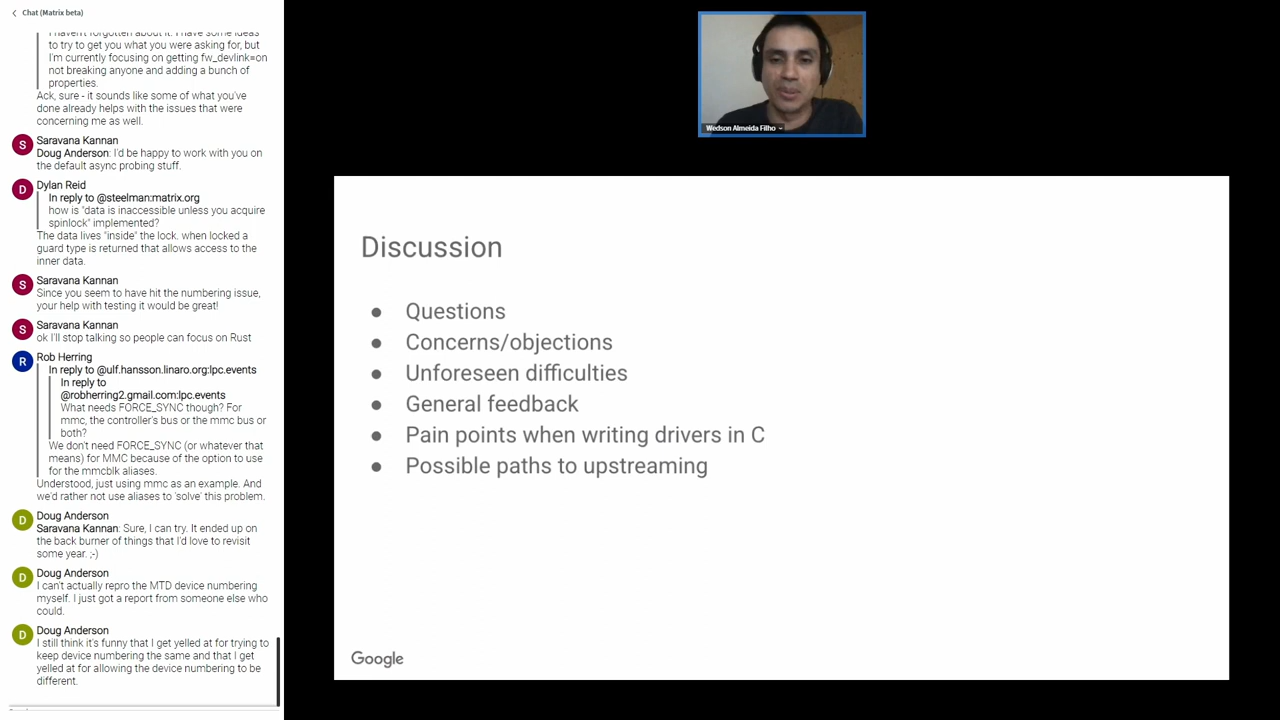 Chat (Matrix beta)
I haven't forgotten about it. I have some ideas
to try to get you what you were asking for, but
I'm currently focusing on getting fw_devlink=on
not breaking anyone and adding a bunch of
properties.
Ack, sure - it sounds like some of what you've
done already helps with the issues that were
concerning me as well.
S
Saravana Kannan
Doug Anderson: I'd be happy to work with you on
the default async probing stuff.
D
Dylan Reid
In reply to @steelman:matrix.org
how is "data is inaccessible unless you acquire
spinlock" implemented?
The data lives "inside" the lock. when locked a
guard type is returned that allows access to the
inner data.
S
Saravana Kannan
Since you seem to have hit the numbering issue,
your help with testing it would be great!
S
Saravana Kannan
ok I'll stop talking so people can focus on Rust
R
Rob Herring
In reply to @ulf.hansson.linaro.org:lpc.events
In reply to
@robherring2.gmail.com:lpc.events
What needs FORCE_SYNC though? For
mmc, the controller's bus or the mmc bus or
both?
We don't need FORCE_SYNC (or whatever that
means) for MMC because of the option to use
for the mmcblk aliases.
Understood, just using mmc as an example. And
we'd rather not use aliases to 'solve' this problem.
D
Doug Anderson
Saravana Kannan: Sure, I can try. It ended up on
the back burner of things that I'd love to revisit
some year. ;-)
D
Doug Anderson
I can't actually repro the MTD device numbering
myself. I just got a report from someone else who
could.
D
Doug Anderson
I still think it's funny that I get yelled at for trying to
keep device numbering the same and that I get
yelled at for allowing the device numbering to be
different.
Wedson Almeida Filho
Discussion
● Questions
● Concerns/objections
● Unforeseen difficulties
● General feedback
● Pain points when writing drivers in C
● Possible paths to upstreaming
Google